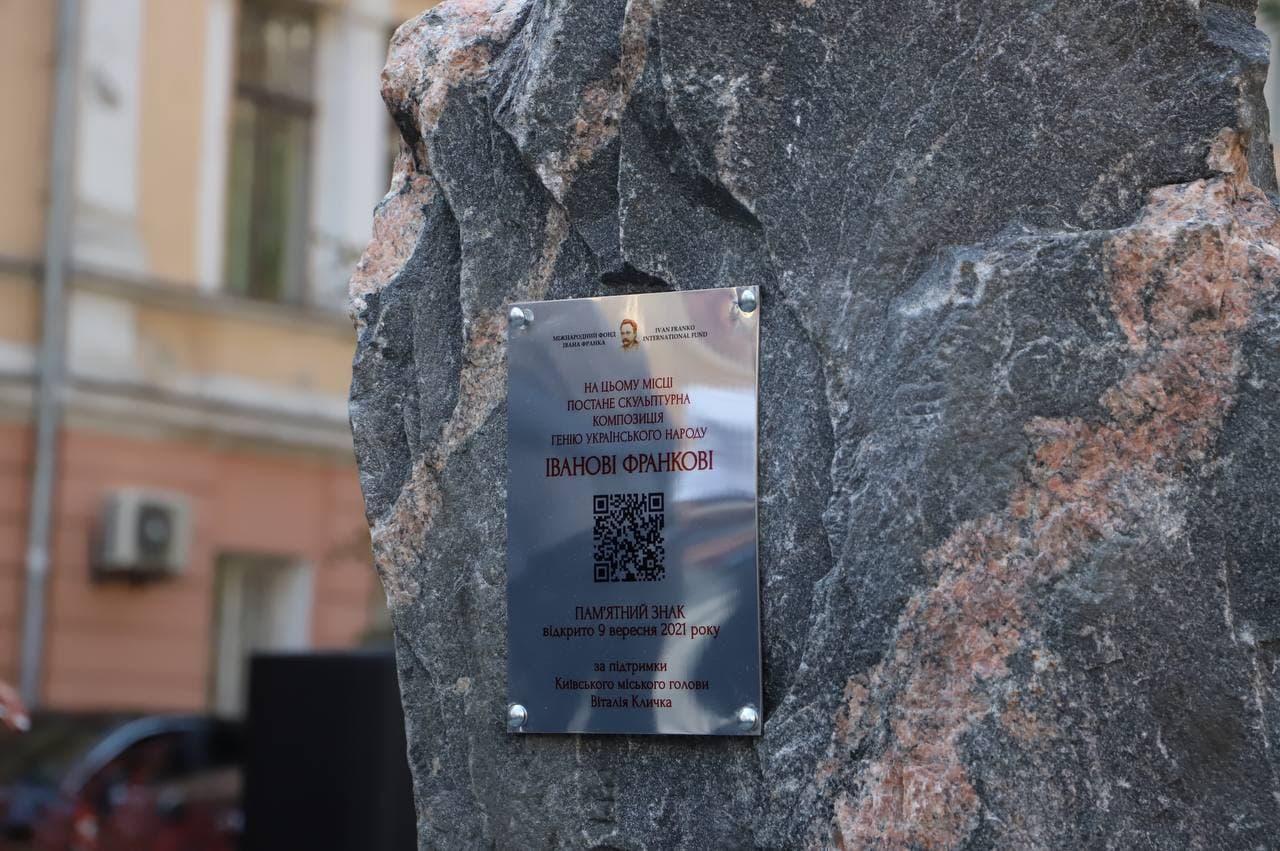 МІЖНАРОДНИЙ ФОНД
ІВАНА ФРАНКА
IVAN FRANKO
INTERNATIONAL FUND
НА ЦЬОМУ МІСЦІ
ПОСТАНЕ СКУЛЬПТУРНА
КОМПОЗИЦІЯ
ГЕНІЮ УКРАЇНСЬКОГО НАРОДУ
ІВАНОВІ ФРАНКОВІ
ПАМ'ЯТНИЙ ЗНАК
відкрито 9 вересня 2021 року
за підтримки
Київського міського голови
Віталія Кличка